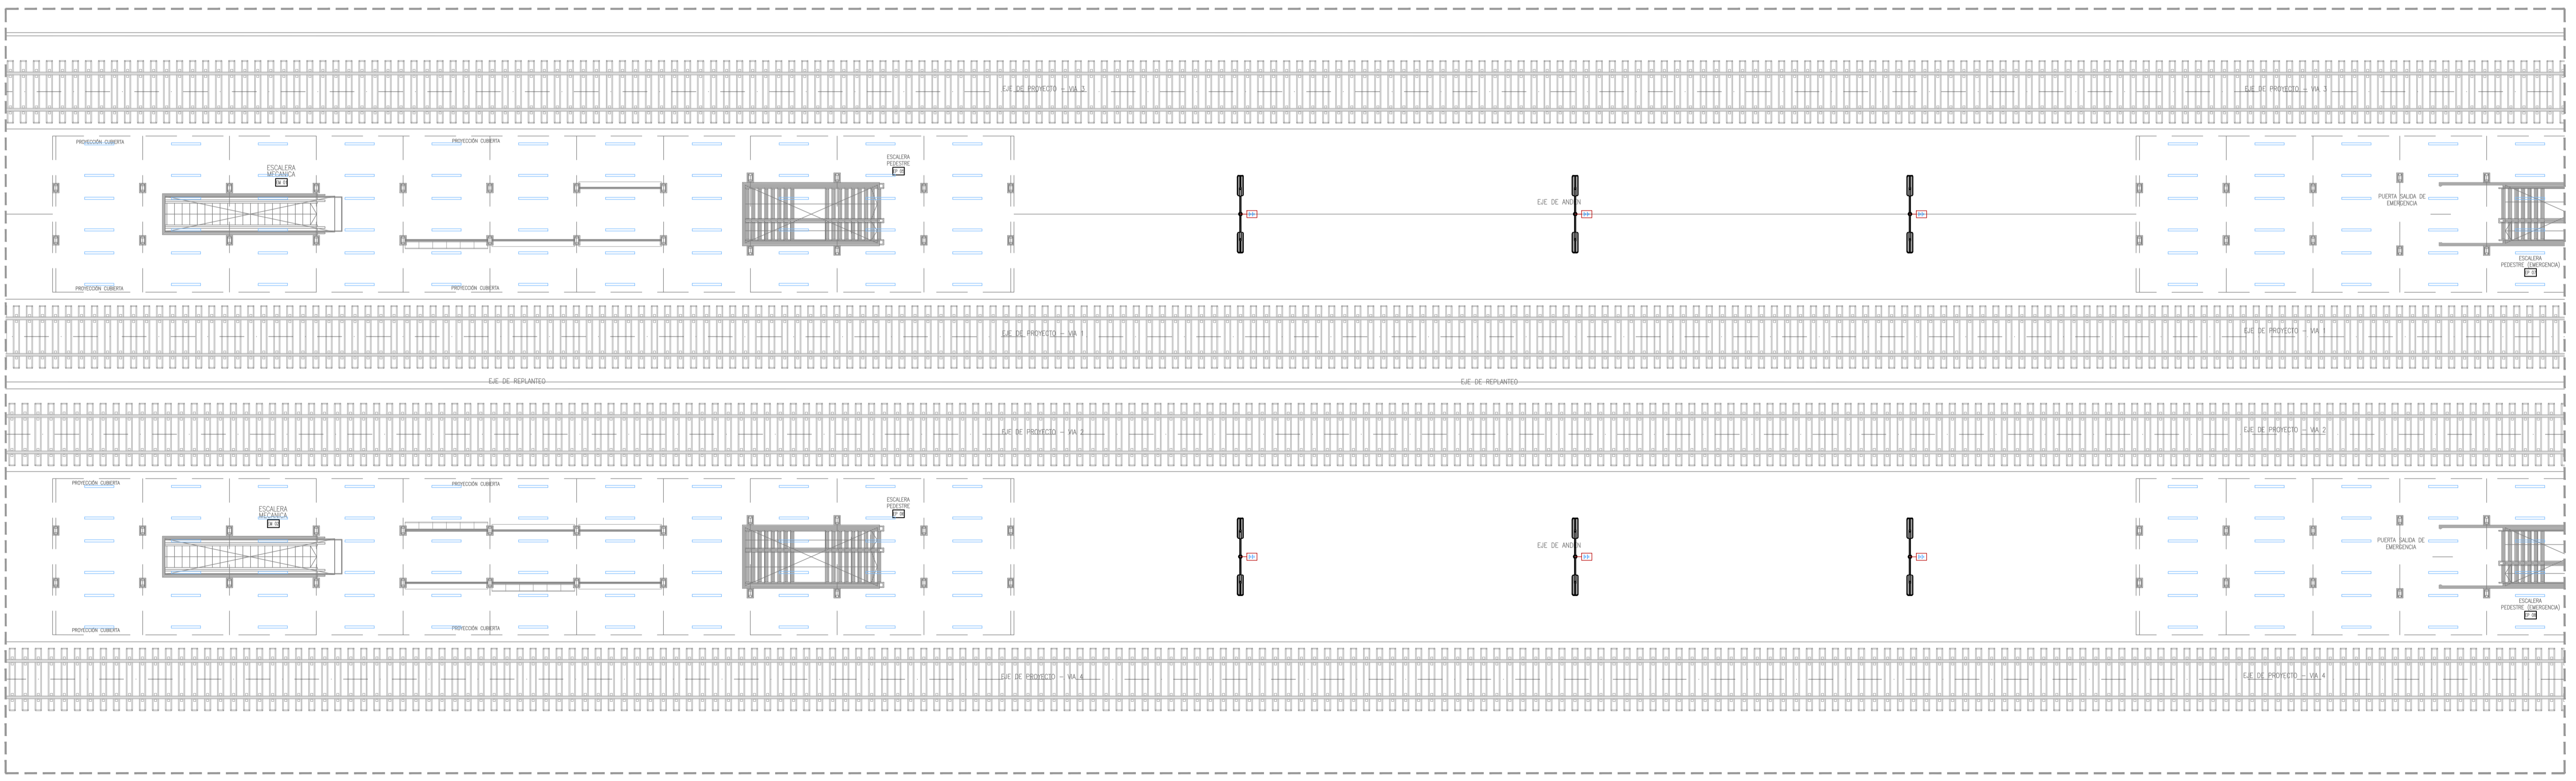 EJE DE PROYECTO - VIA 3
EJE DE PROYECTO - VIA 3
PROYECCIÓN CUBIERTA
PROYECCIÓN CUBIERTA
ESCALERA
MECANICA
ESCALERA
PEDESTRE
EJE DE ANDEN
PUERTA SALIDA DE
EMERGENCIA
ESCALERA
PEDESTRE (EMERGENCIA)
PROYECCIÓN CUBIERTA
PROYECCIÓN CUBIERTA
EJE DE PROYECTO - VIA 1
EJE DE PROYECTO - VIA 1
EJE DE REPLANTEO
EJE DE REPLANTEO
EJE DE PROYECTO - VIA 2
EJE DE PROYECTO - VIA 2
PROYECCIÓN CUBIERTA
PROYECCIÓN CUBIERTA
ESCALERA
MECANICA
ESCALERA
PEDESTRE
EJE DE ANDEN
PUERTA SALIDA DE
EMERGENCIA
ESCALERA
PEDESTRE (EMERGENCIA)
PROYECCIÓN CUBIERTA
PROYECCIÓN CUBIERTA
EJE DE PROYECTO - VIA 4
EJE DE PROYECTO - VIA 4